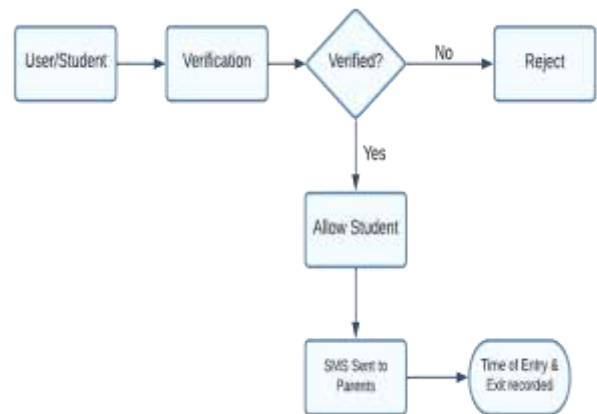 User/Student
Verification
Verified?
No
Reject
Yes
Allow Student
SMS Sent to
Parents
Time of Entry &
Exit recorded